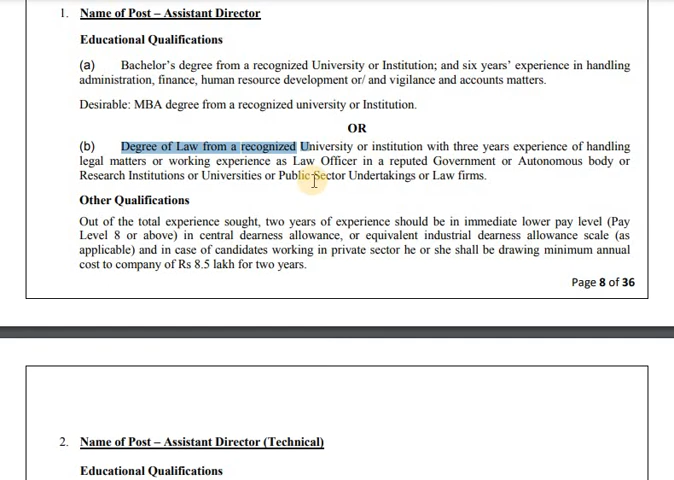 1. Name of Post – Assistant Director
Educational Qualifications
(a) Bachelor's degree from a recognized University or Institution; and six years' experience in handling
administration, finance, human resource development or/ and vigilance and accounts matters.
Desirable: MBA degree from a recognized university or Institution.
OR
(b) Degree of Law from a recognized University or institution with three years experience of handling
legal matters or working experience as Law Officer in a reputed Government or Autonomous body or
Research Institutions or Universities or Public Sector Undertakings or Law firms.
Other Qualifications
Out of the total experience sought, two years of experience should be in immediate lower pay level (Pay
Level 8 or above) in central dearness allowance, or equivalent industrial dearness allowance scale (as
applicable) and in case of candidates working in private sector he or she shall be drawing minimum annual
cost to company of Rs 8.5 lakh for two years.
Page 8 of 36
2. Name of Post – Assistant Director (Technical)
Educational Qualifications